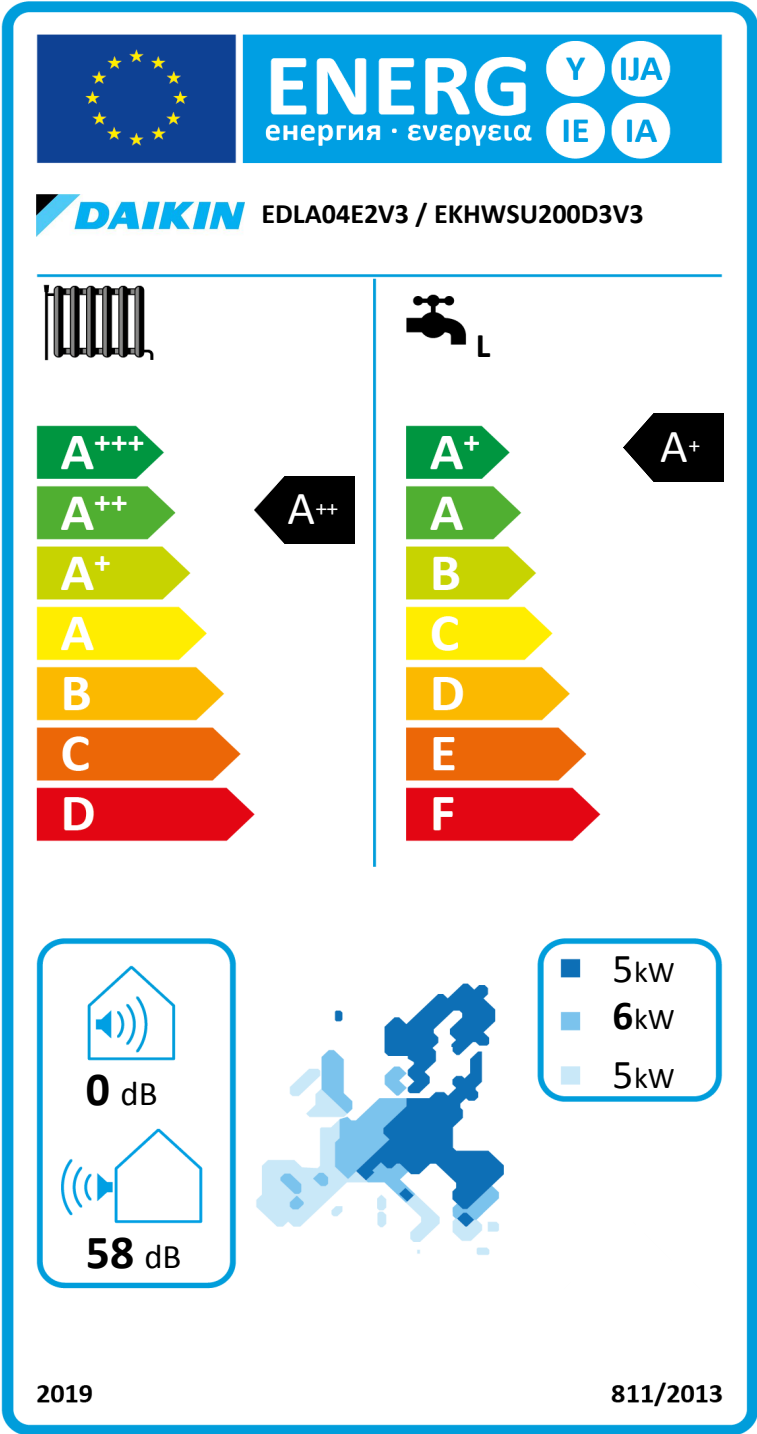 ENERG
енергия · ενεργεια
Y IJA
IE IA
DAIKIN EDLA04E2V3 / EKHWSU200D3V3
L
A+++
A++
A+
A
B
C
D
A++
A+
A
B
C
D
E
F
A+
0 dB
58 dB
5kW
6kW
5kW
2019
811/2013